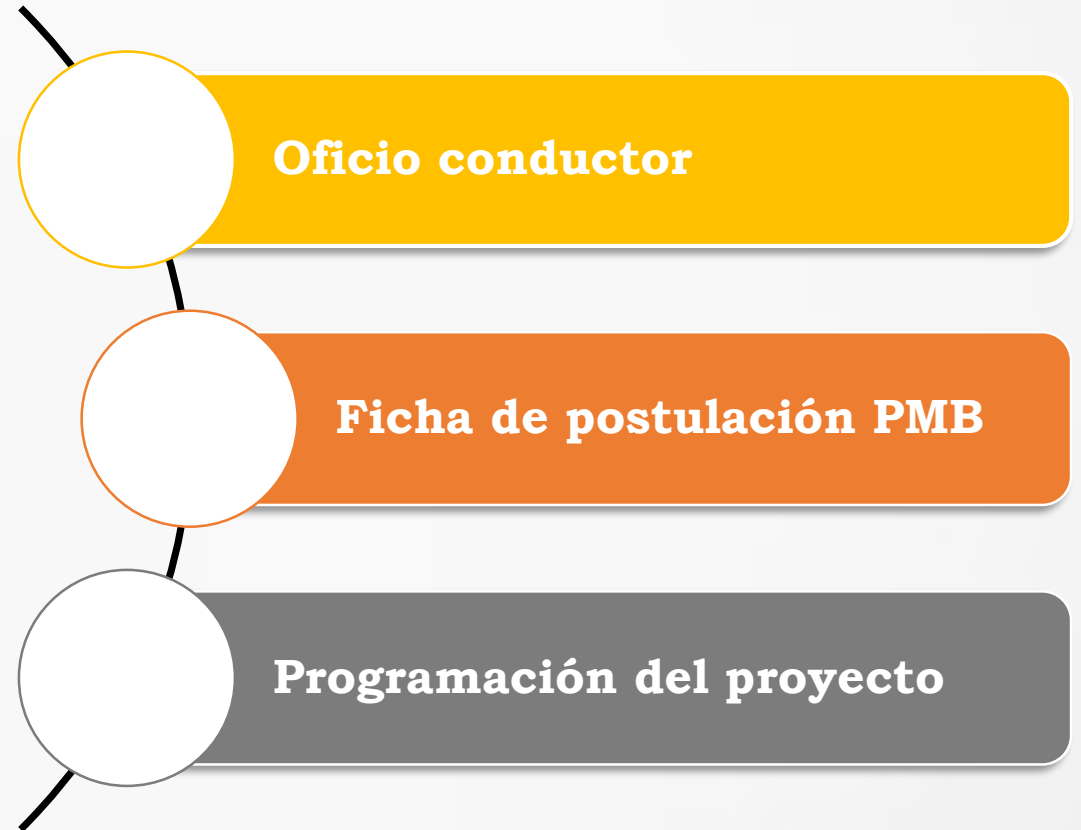 Oficio conductor
Ficha de postulación PMB
Programación del proyecto